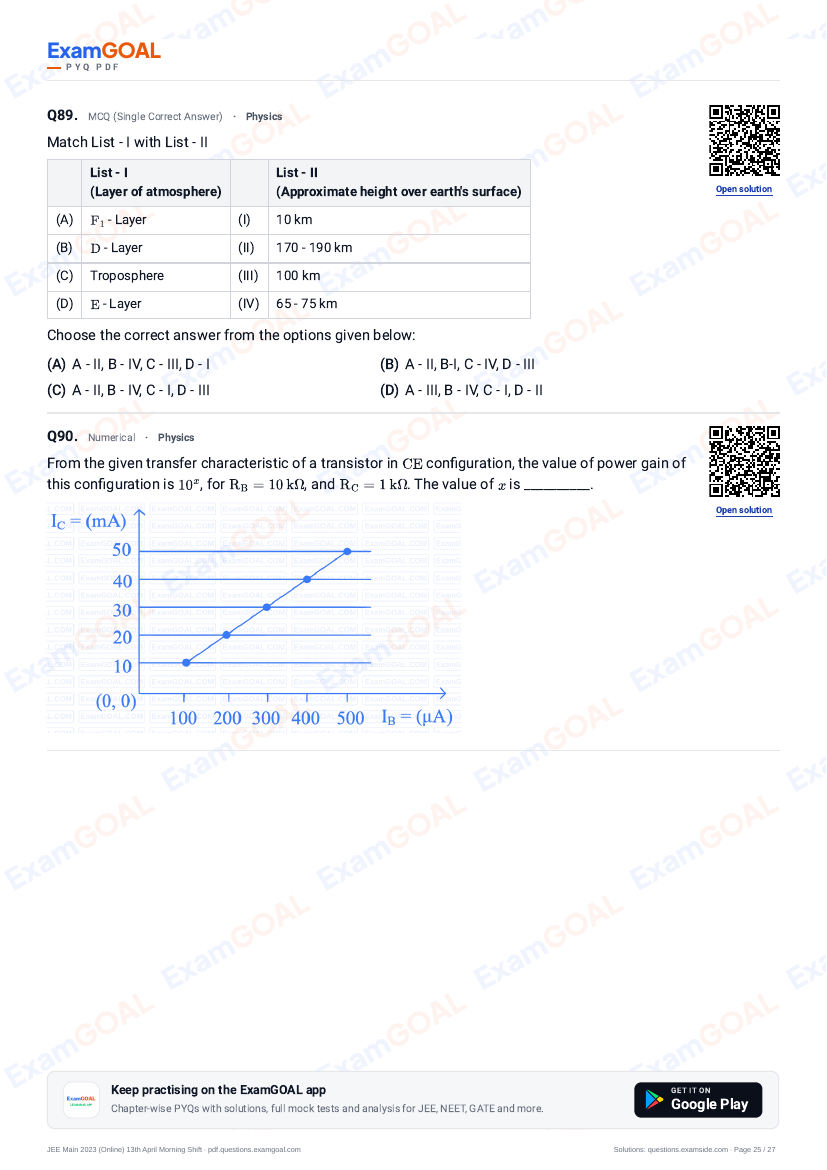 ExamGOAL
PYQ PDF
Q89. MCQ (Single Correct Answer) · Physics
Match List - I with List - II
List - I
(Layer of atmosphere)
List - II
(Approximate height over earth's surface)
(A) F₁ - Layer (I) 10 km
(B) D - Layer (II) 170 - 190 km
(C) Troposphere (III) 100 km
(D) E - Layer (IV) 65 - 75 km
Open solution
Choose the correct answer from the options given below:
(A) A - II, B - IV, C - III, D - I
(B) A - II, B-I, C - IV, D - III
(C) A - II, B - IV, C - I, D - III
(D) A - III, B - IV, C - I, D - II
Q90. Numerical · Physics
From the given transfer characteristic of a transistor in CE configuration, the value of power gain of
this configuration is 10ˣ, for R_B = 10 kΩ, and R_C = 1 kΩ. The value of x is __________.
Open solution
I_C = (mA)
50
40
30
20
10
(0, 0)
100 200 300 400 500 I_B = (μA)
Keep practising on the ExamGOAL app
Chapter-wise PYQs with solutions, full mock tests and analysis for JEE, NEET, GATE and more.
GET IT ON
Google Play
JEE Main 2023 (Online) 13th April Morning Shift · pdf.questions.examgoal.com
Solutions: questions.examside.com · Page 25 / 27